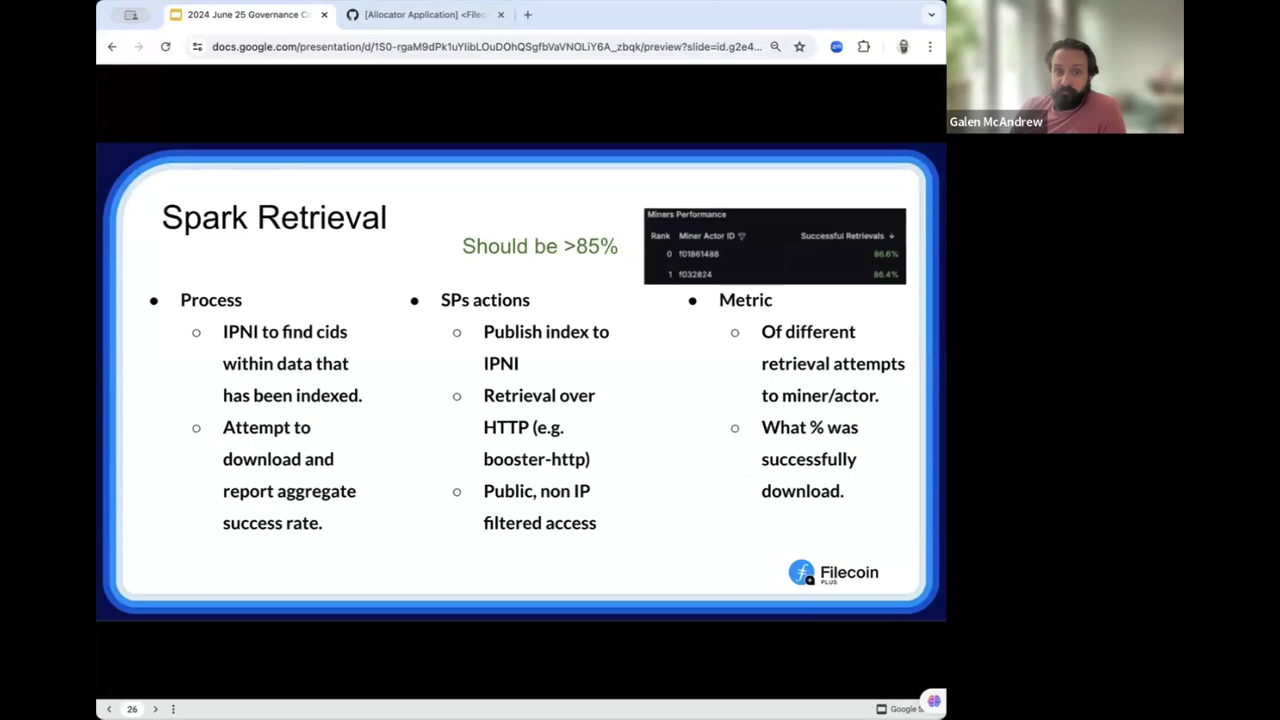 2024 June 25 Governance C
[Allocator Application] <Filec
docs.google.com/presentation/d/1S0-rgaM9dPk1uYlibLOuDOhQSgfbVaVNOLiY6A_zbqk/preview?slide=id.g2e4...
Galen McAndrew
Spark Retrieval
Should be >85%
Miners Performance
Rank Miner Actor ID Successful Retrievals ↓
0 f01861488 86.6%
1 f032824 86.4%
● Process
○ IPNI to find cids
within data that
has been indexed.
○ Attempt to
download and
report aggregate
success rate.
● SPs actions
○ Publish index to
IPNI
○ Retrieval over
HTTP (e.g.
booster-http)
○ Public, non IP
filtered access
● Metric
○ Of different
retrieval attempts
to miner/actor.
○ What % was
successfully
download.
Filecoin
PLUS
26
Google S